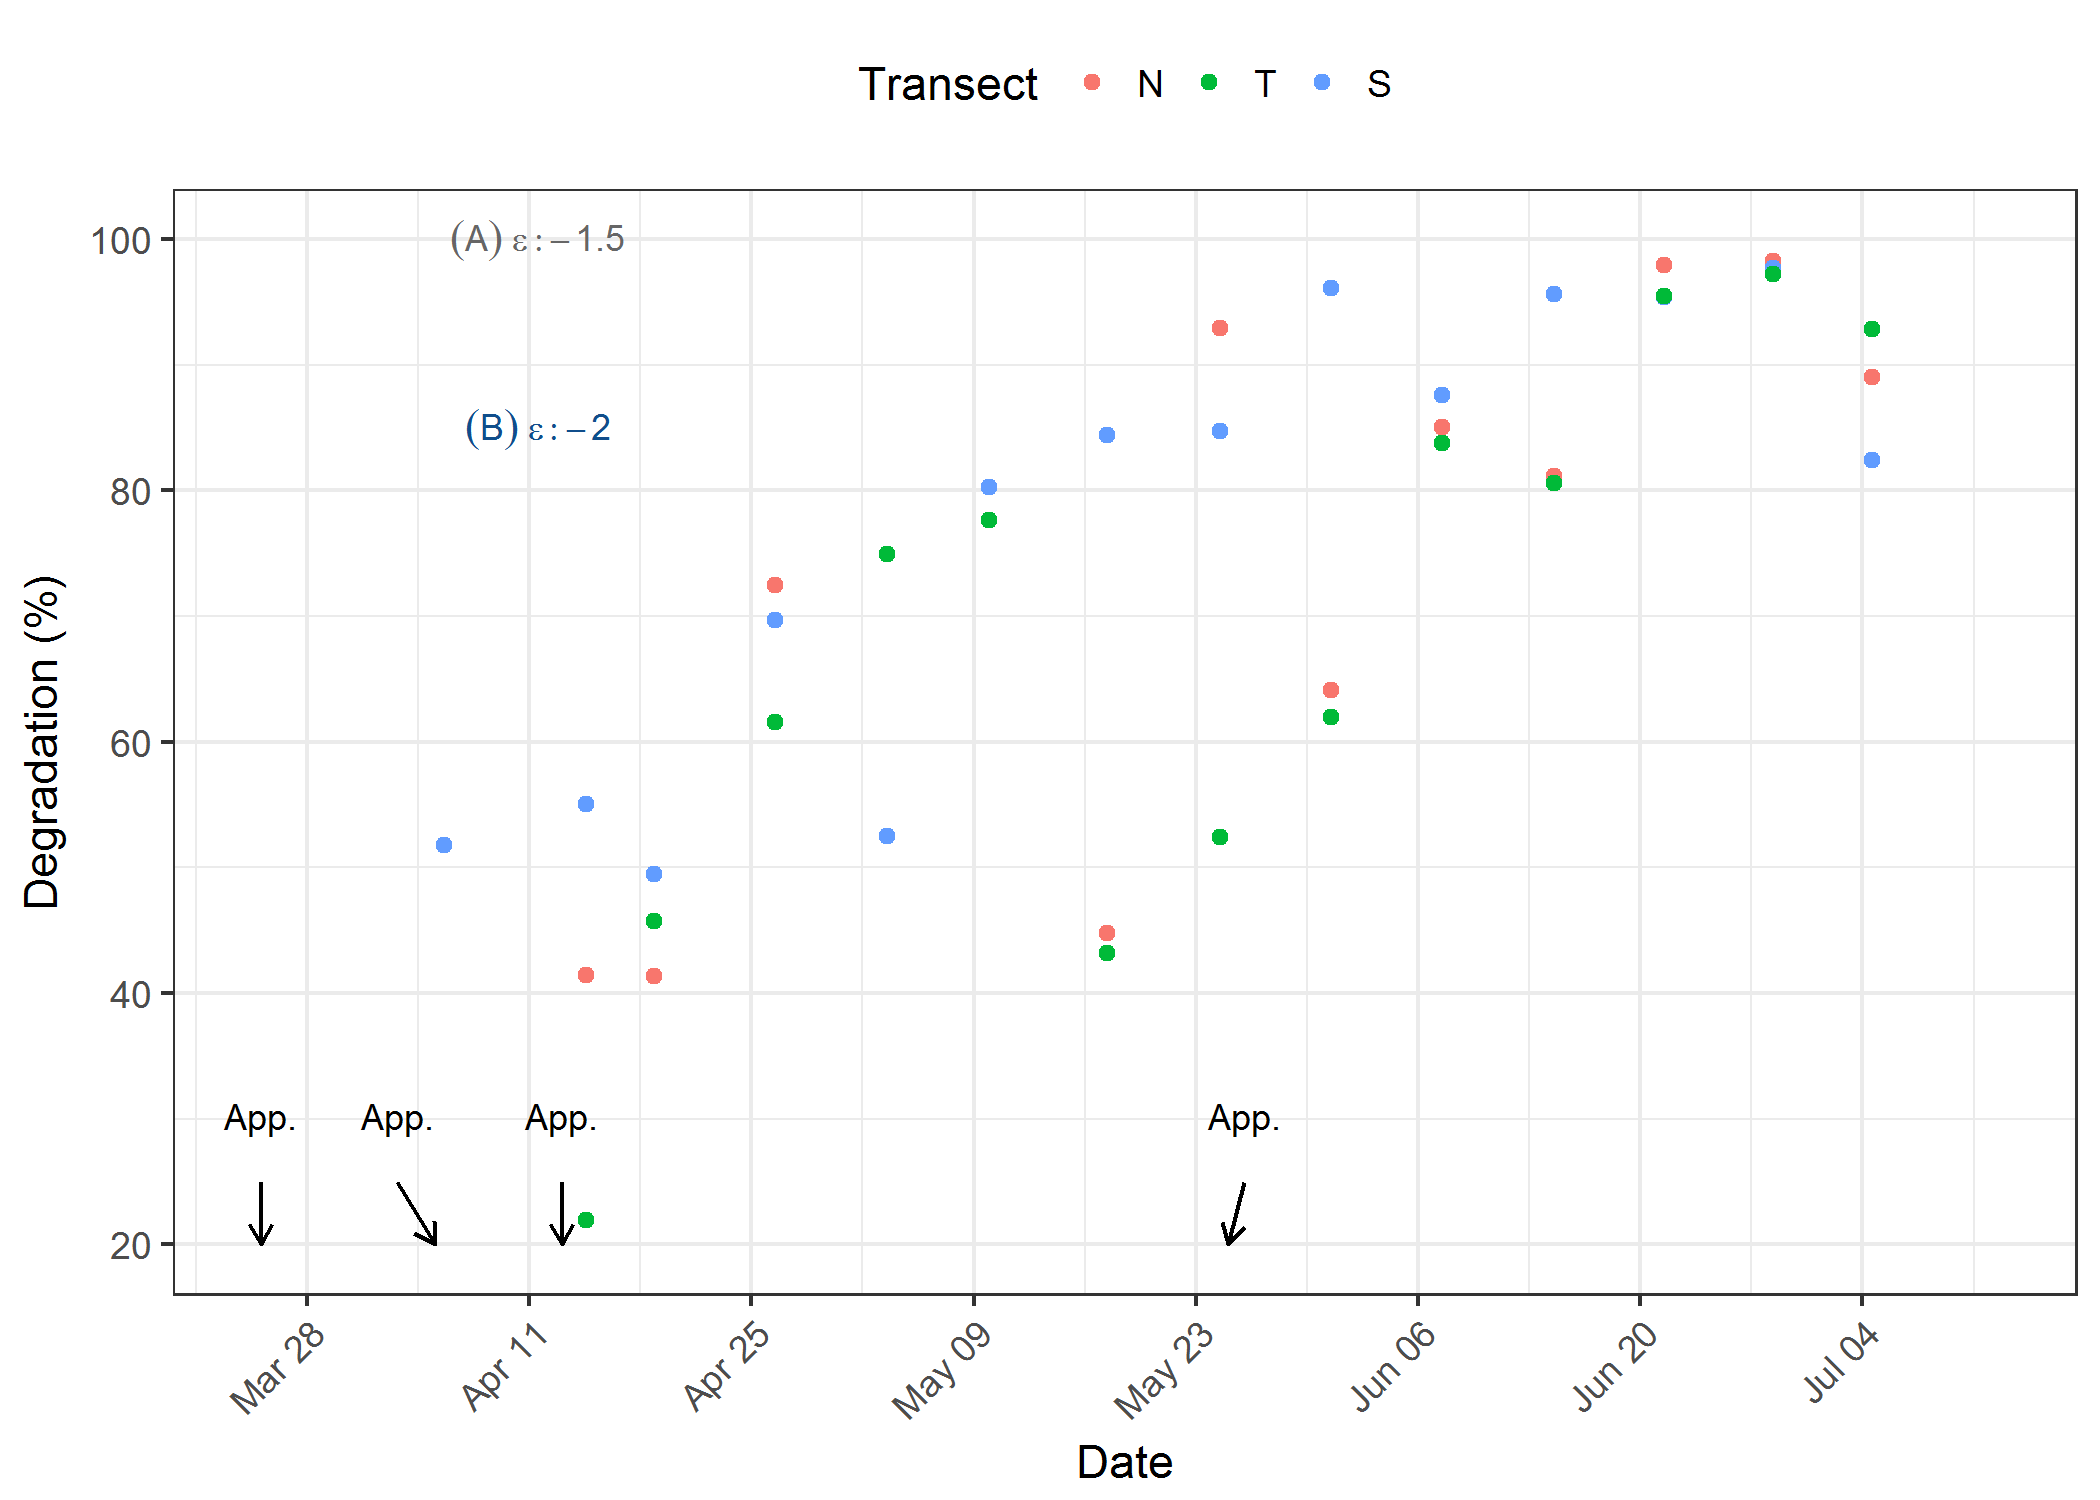 Transect N T S
100
(A) ε : − 1.5
(B) ε : − 2
80
60
40
20
Degradation (%)
App. App. App. App.
Mar 28 Apr 11 Apr 25 May 09 May 23 Jun 06 Jun 20 Jul 04
Date